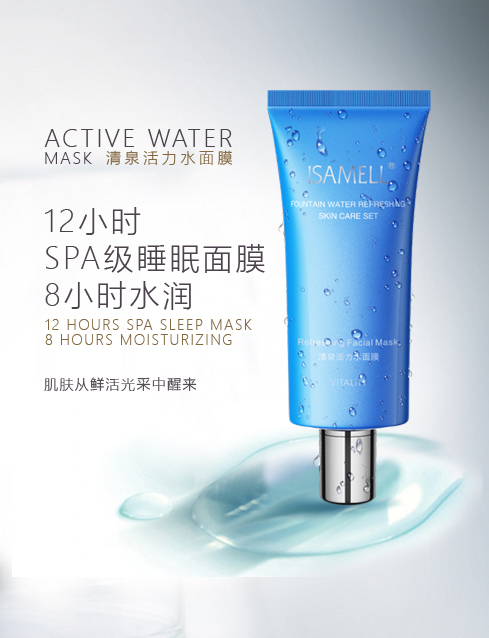 ACTIVE WATER
MASK 清泉活力水面膜
12小时
SPA级睡眠面膜
8小时水润
12 HOURS SPA SLEEP MASK
8 HOURS MOISTURIZING
肌肤从鲜活光采中醒来
ISAMELL®
FOUNTAIN WATER REFRESHING
SKIN CARE SET
Refreshing Facial Mask
清泉活力水面膜
VITALITY